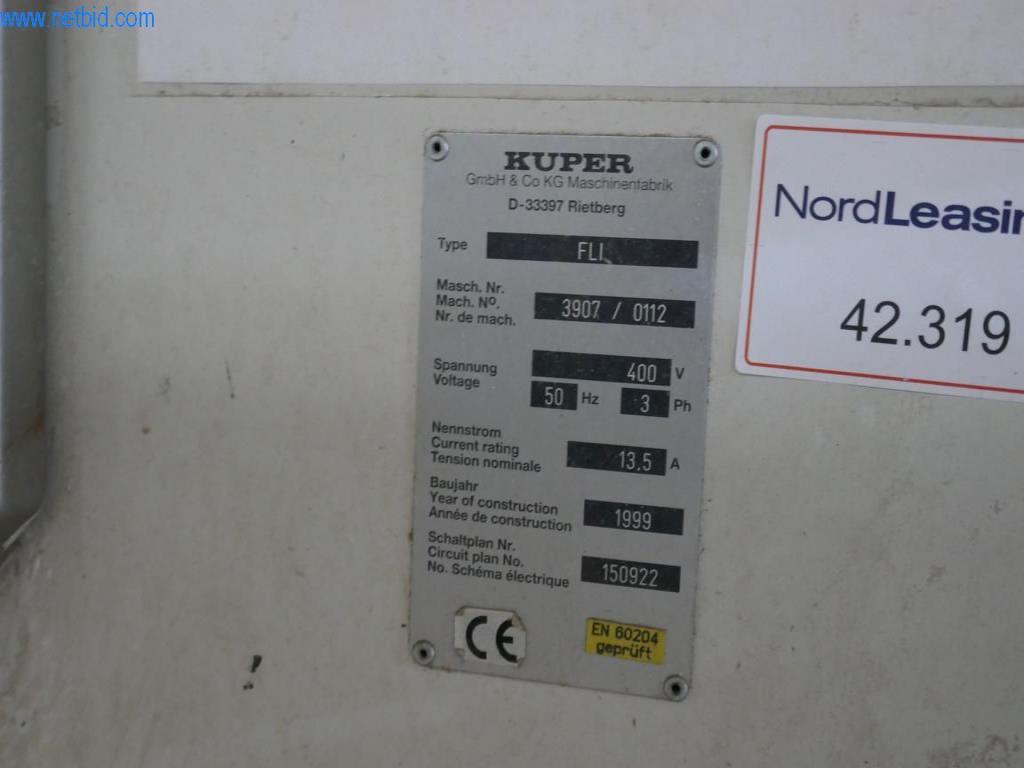 www.netbid.com
KUPER
GmbH & Co KG Maschinenfabrik
D-33397 Rietberg
Type FLI
Masch. Nr.
Mach. Nº. 3907 / 0112
Nr. de mach.
Spannung 400 V
Voltage 50 Hz 3 Ph
Nennstrom
Current rating 13.5 A
Tension nominale
Baujahr
Year of construction 1999
Année de construction
Schaltplan Nr.
Circuit plan No. 150922
No. Schéma électrique
CE
EN 60204
geprüft
NordLeasin
42.319